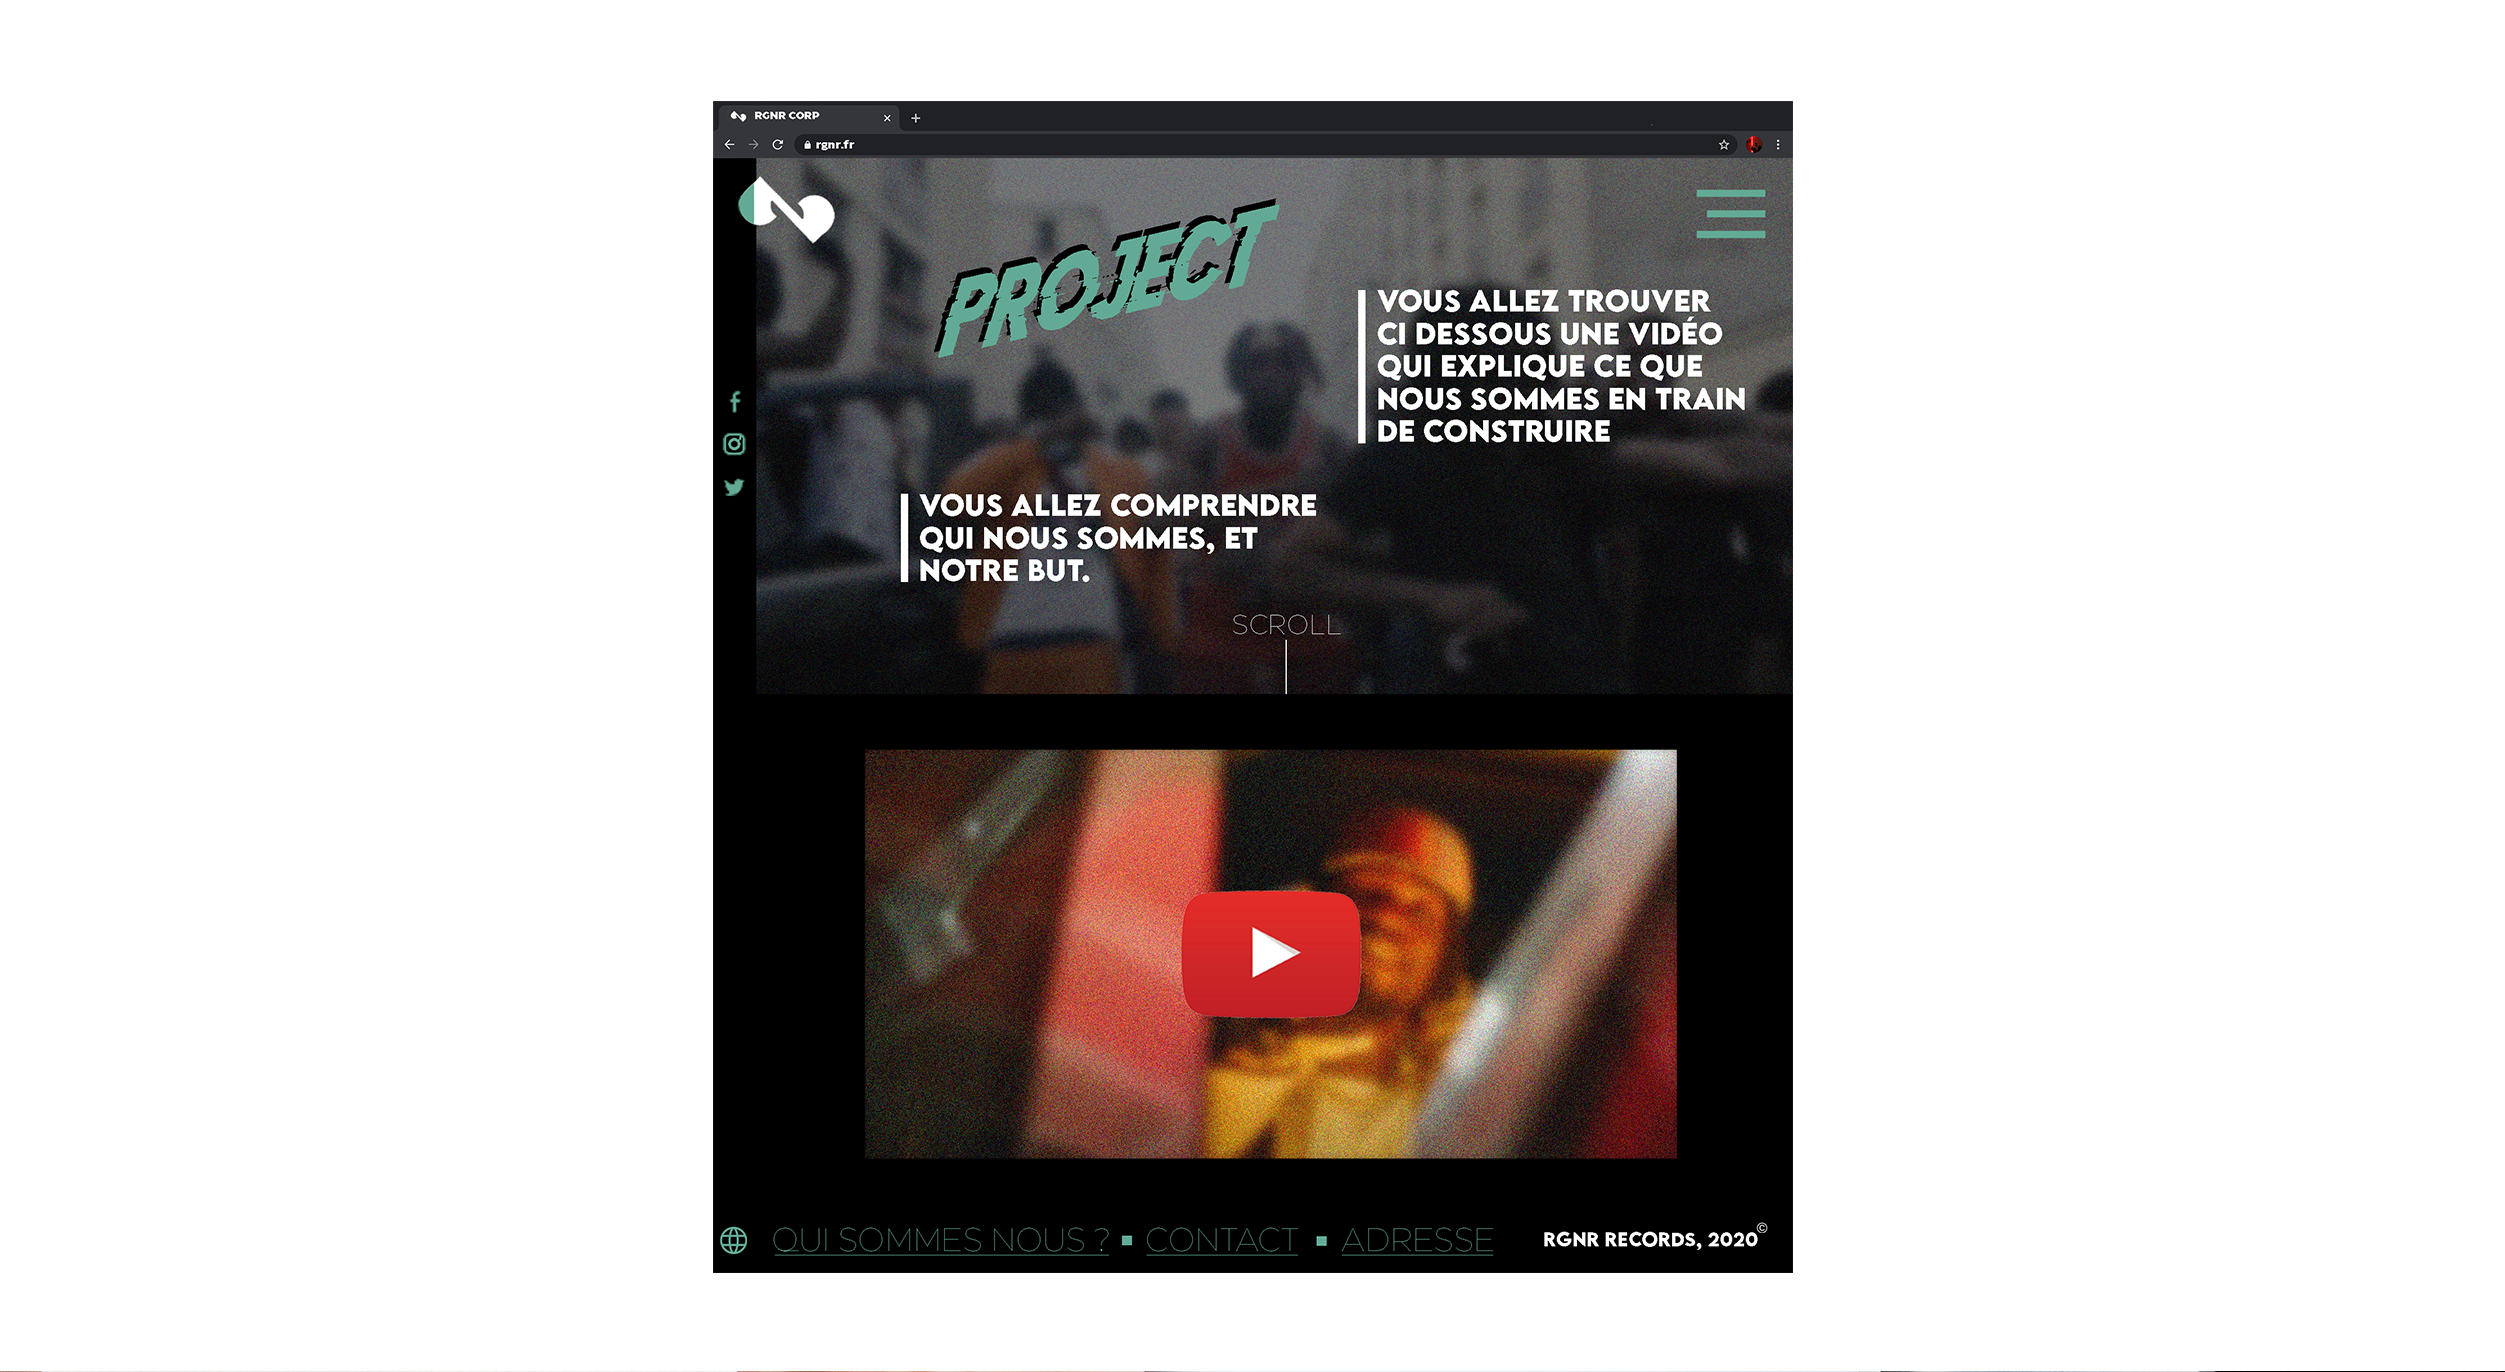 RGNR CORP
rgnr.fr
PROJECT
VOUS ALLEZ TROUVER
CI DESSOUS UNE VIDÉO
QUI EXPLIQUE CE QUE
NOUS SOMMES EN TRAIN
DE CONSTRUIRE
VOUS ALLEZ COMPRENDRE
QUI NOUS SOMMES, ET
NOTRE BUT.
SCROLL
QUI SOMMES NOUS ? ▪ CONTACT ▪ ADRESSE
RGNR RECORDS, 2020©